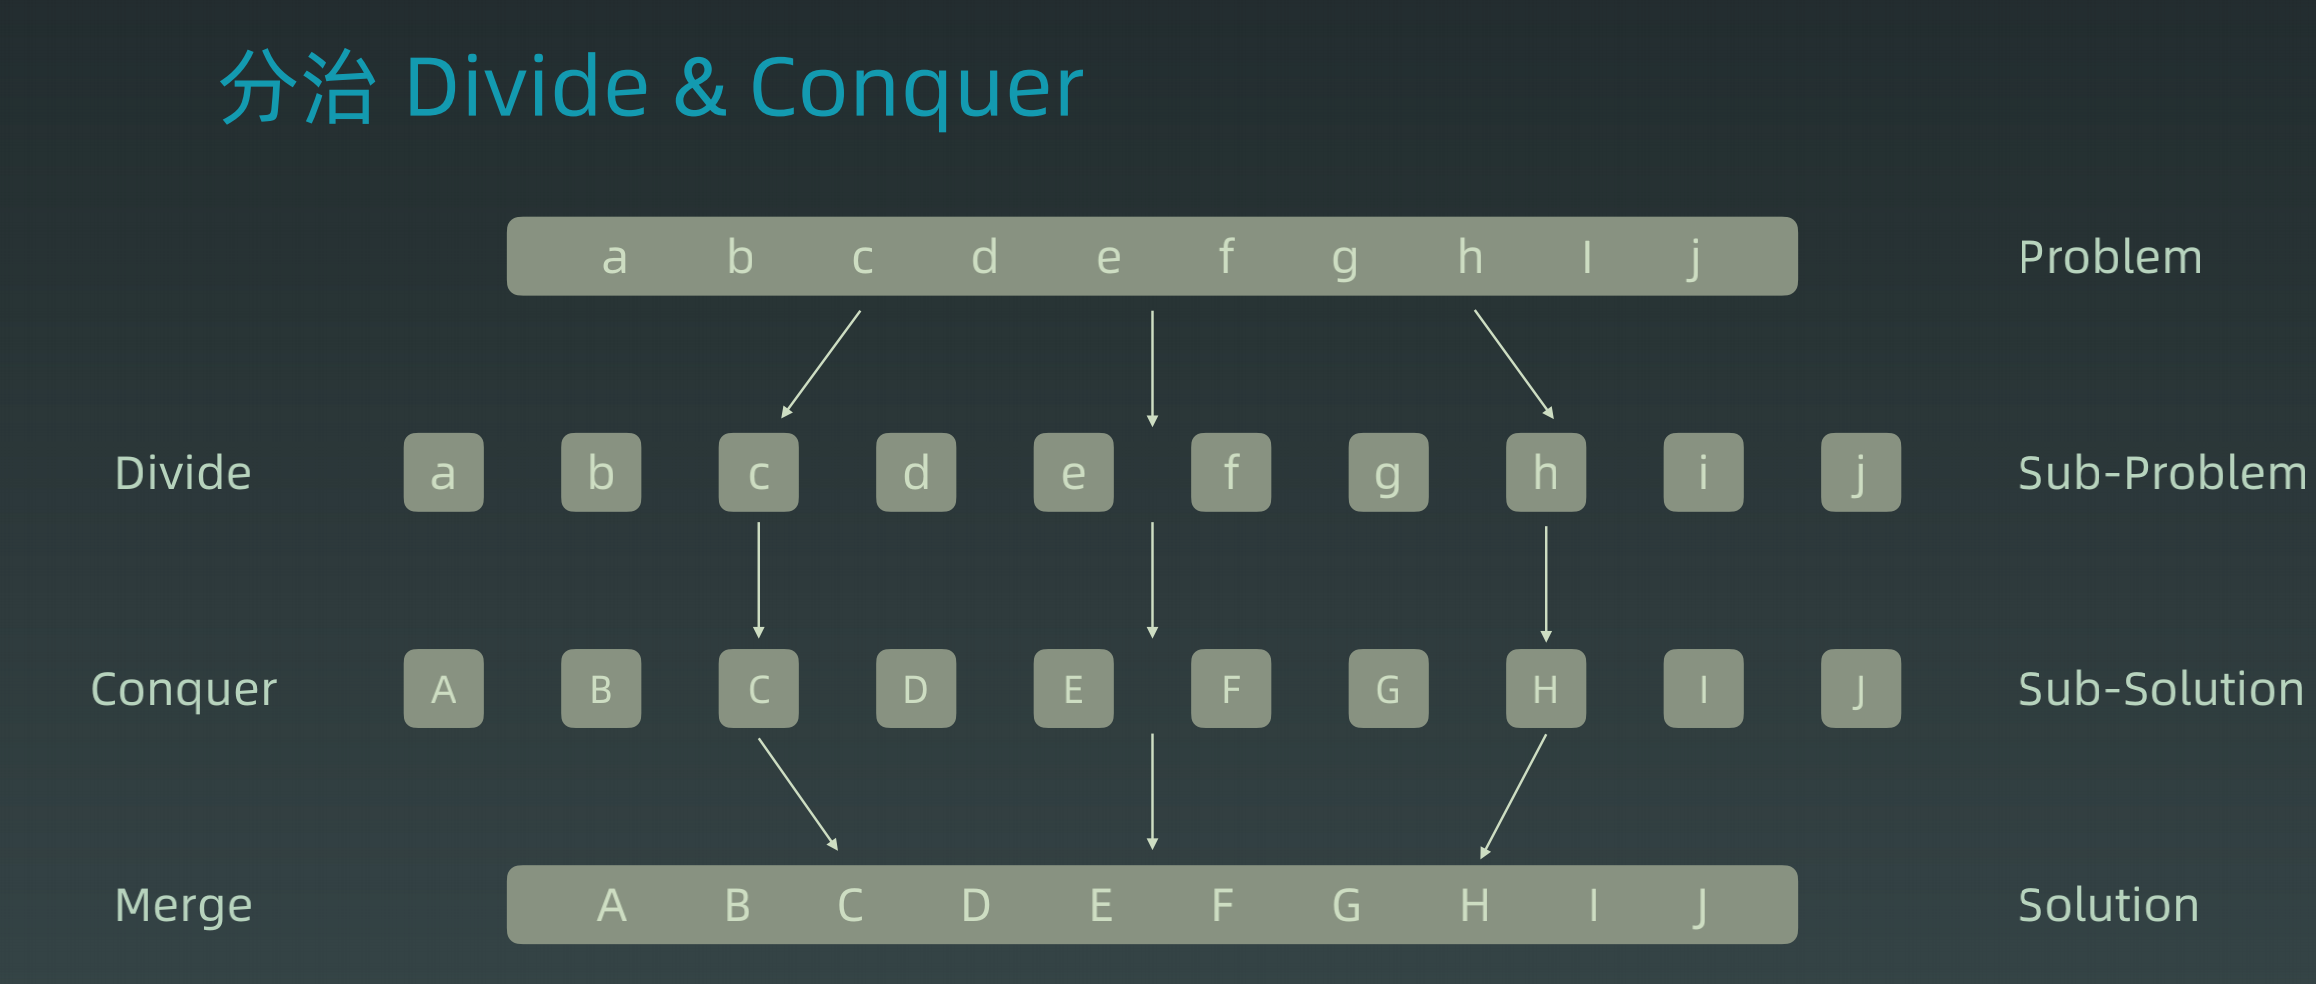 分治 Divide & Conquer
a b c d e f g h I j Problem
Divide a b c d e f g h i j Sub-Problem
Conquer A B C D E F G H I J Sub-Solution
Merge A B C D E F G H I J Solution